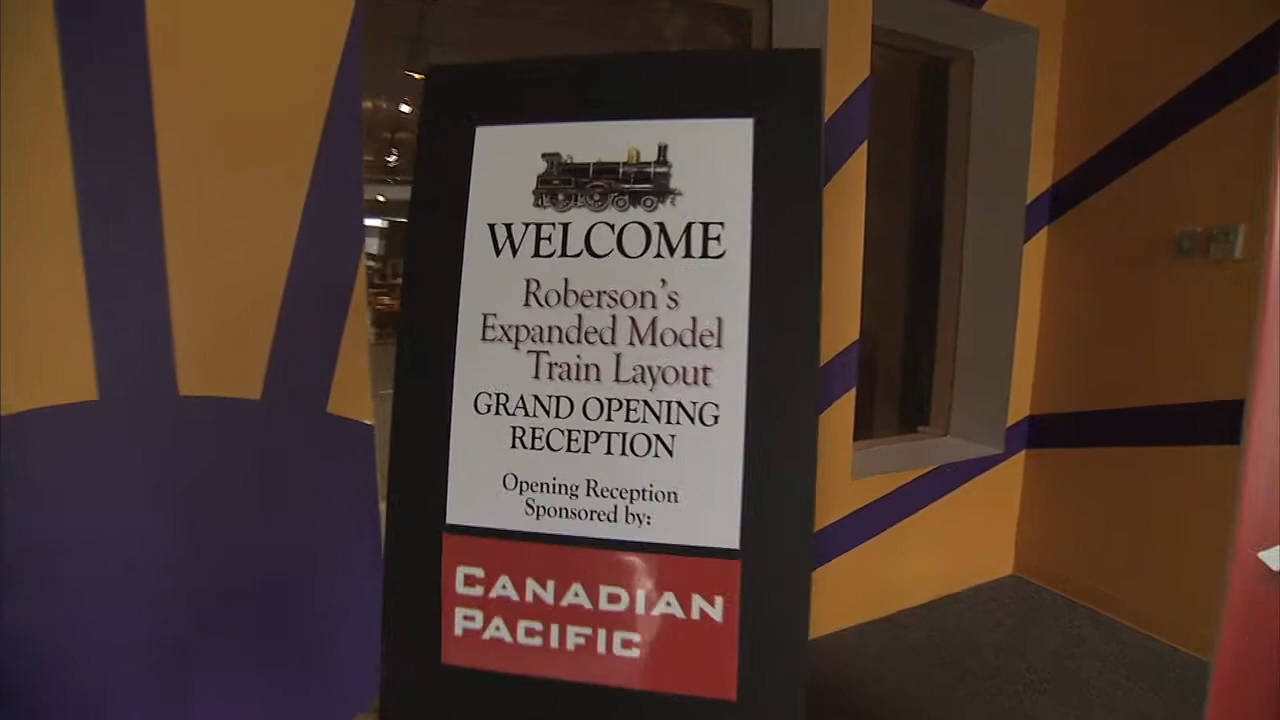 WELCOME
Roberson's
Expanded Model
Train Layout
GRAND OPENING
RECEPTION
Opening Reception
Sponsored by:
CANADIAN
PACIFIC